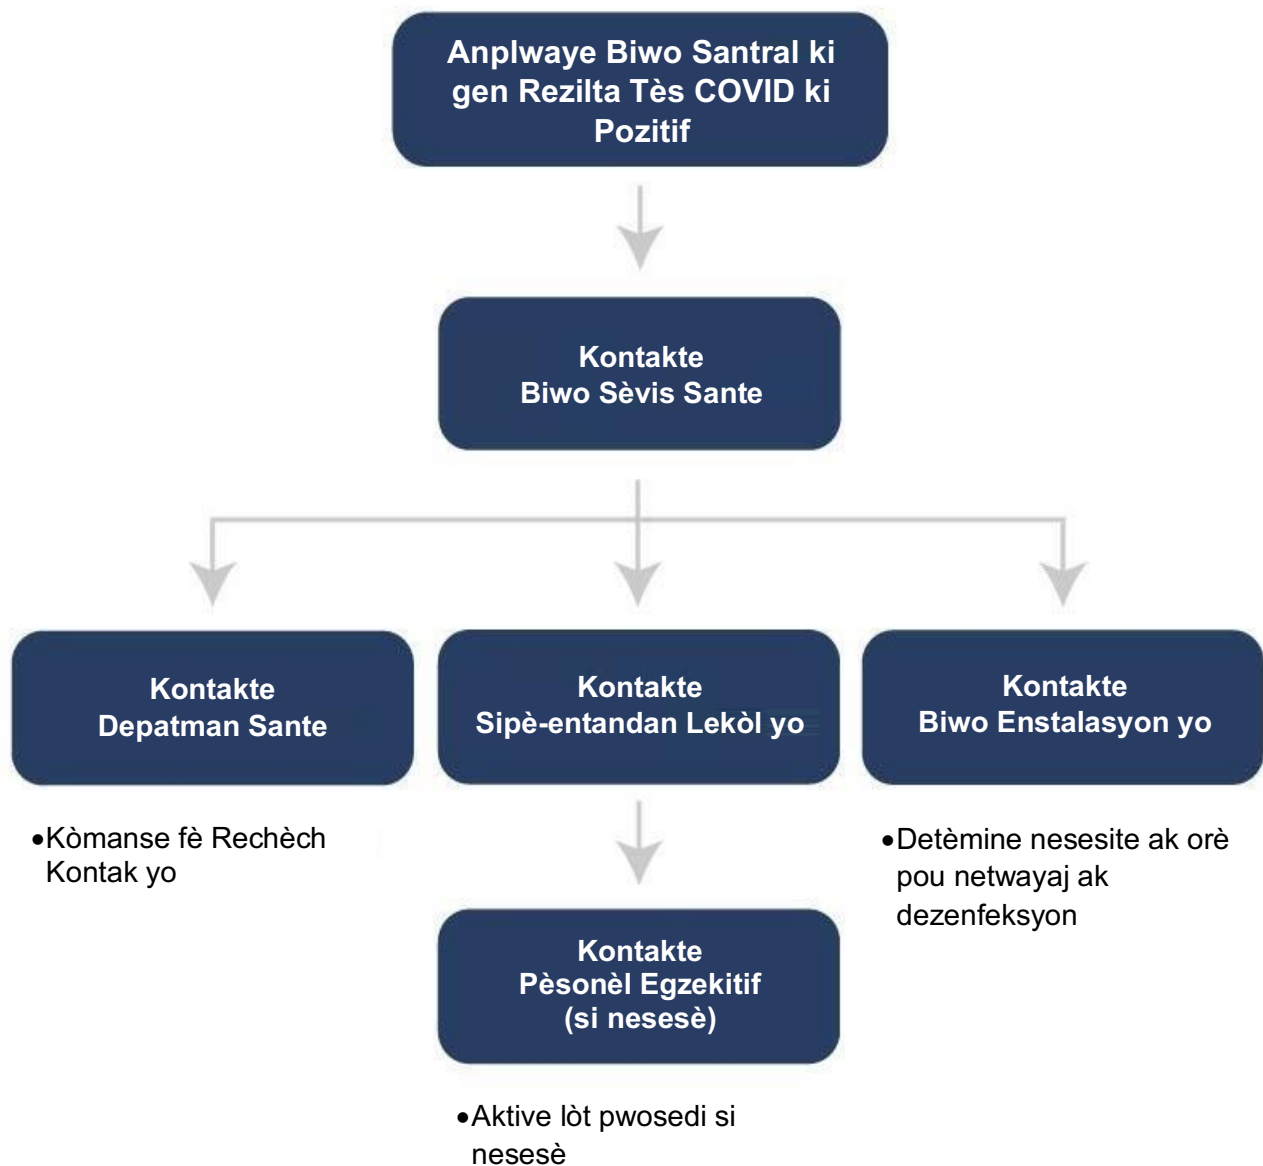 Anplwaye Biwo Santral ki
gen Rezilta Tès COVID ki
Pozitif
Kontakte
Biwo Sèvis Sante
Kontakte
Depatman Sante
Kontakte
Sipè-entandan Lekòl yo
Kontakte
Biwo Enstalasyon yo
•Kòmanse fè Rechèch
Kontak yo
•Detèmine nesesite ak orè
pou netwayaj ak
dezenfeksyon
Kontakte
Pèsonèl Egzekitif
(si nesesè)
•Aktive lòt pwosedi si
nesesè